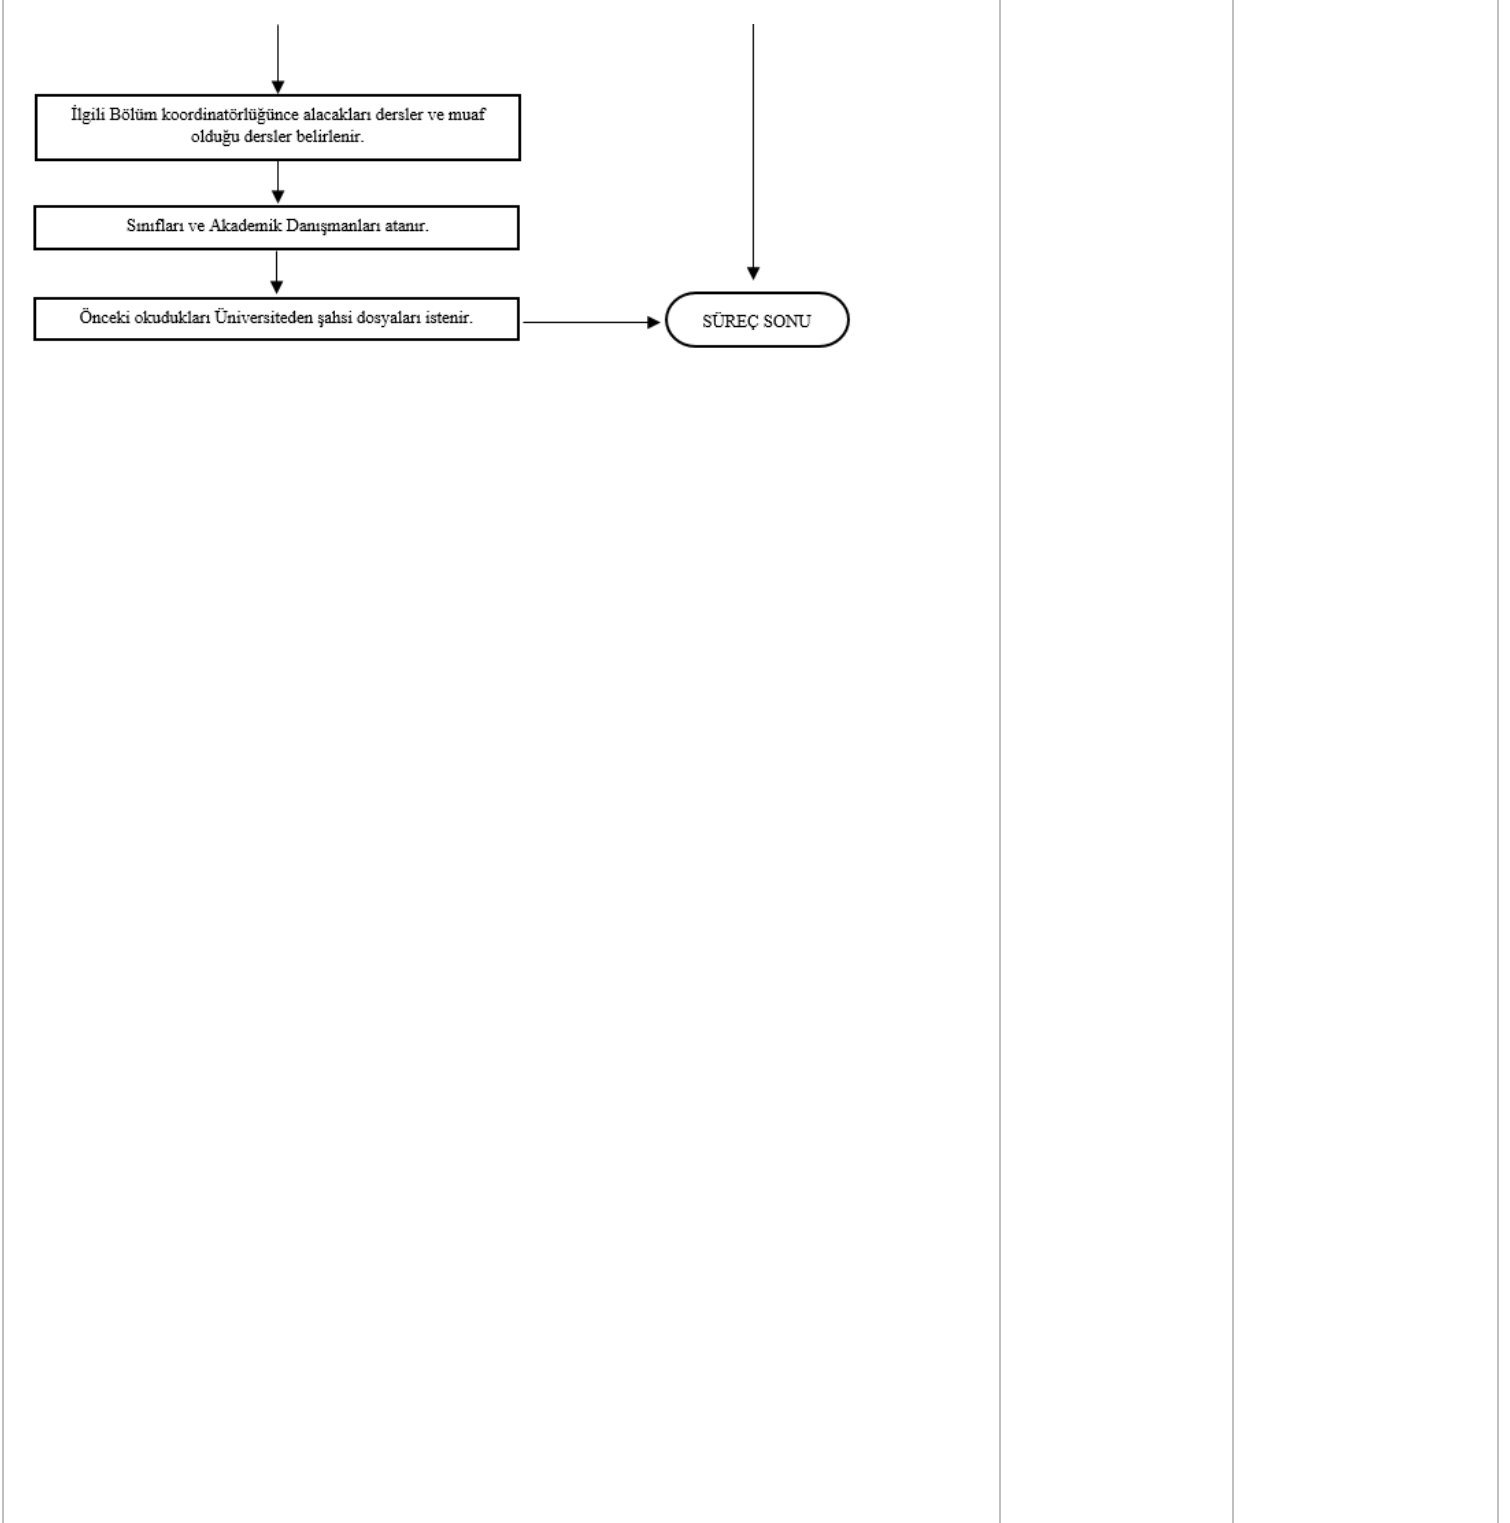 İlgili Bölüm koordinatörlüğünce alacakları dersler ve muaf
olduğu dersler belirlenir.
Sınıfları ve Akademik Danışmanları atanır.
Önceki okudukları Üniversiteden şahsi dosyaları istenir.
SÜREÇ SONU